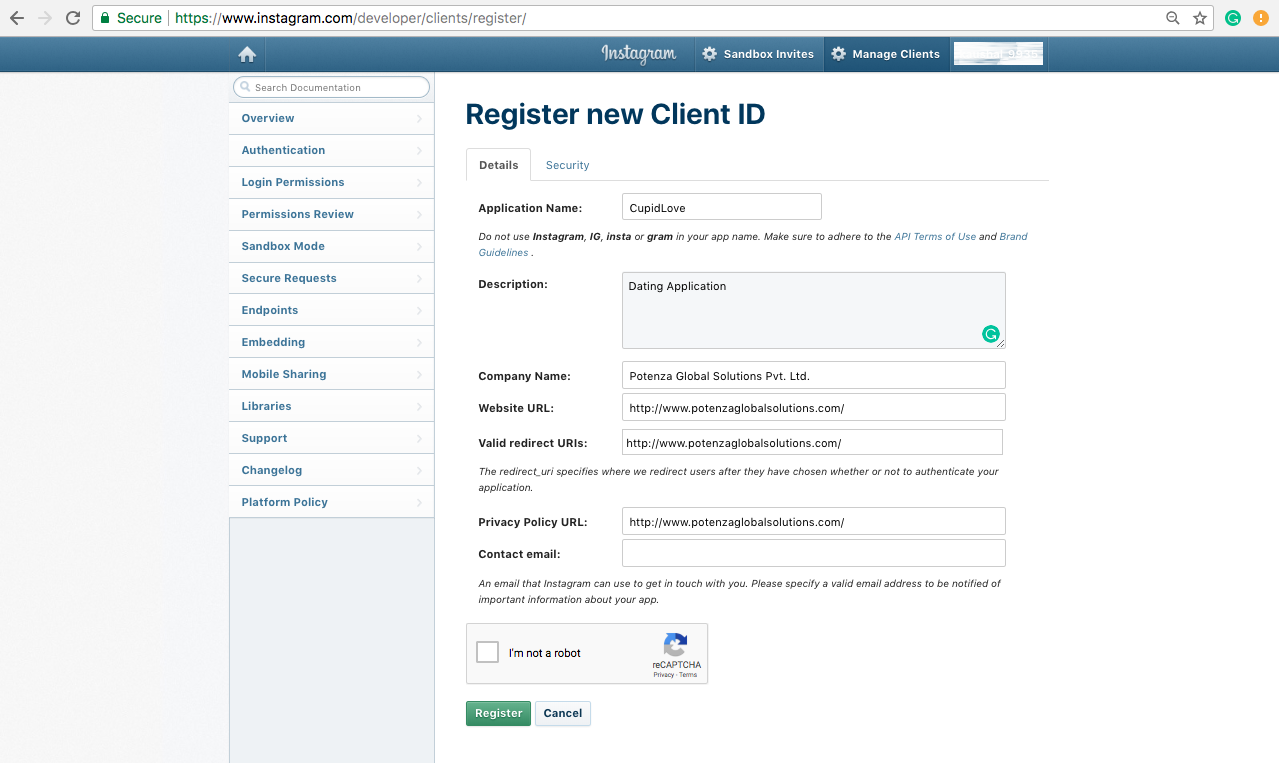 Secure https://www.instagram.com/developer/clients/register/
Instagram Sandbox Invites Manage Clients
Search Documentation
Overview
Authentication
Login Permissions
Permissions Review
Sandbox Mode
Secure Requests
Endpoints
Embedding
Mobile Sharing
Libraries
Support
Changelog
Platform Policy
Register new Client ID
Details Security
Application Name: CupidLove
Do not use Instagram, IG, insta or gram in your app name. Make sure to adhere to the API Terms of Use and Brand
Guidelines .
Description: Dating Application
Company Name: Potenza Global Solutions Pvt. Ltd.
Website URL: http://www.potenzaglobalsolutions.com/
Valid redirect URIs: http://www.potenzaglobalsolutions.com/
The redirect_uri specifies where we redirect users after they have chosen whether or not to authenticate your
application.
Privacy Policy URL: http://www.potenzaglobalsolutions.com/
Contact email:
An email that Instagram can use to get in touch with you. Please specify a valid email address to be notified of
important information about your app.
I'm not a robot
reCAPTCHA
Privacy - Terms
Register Cancel